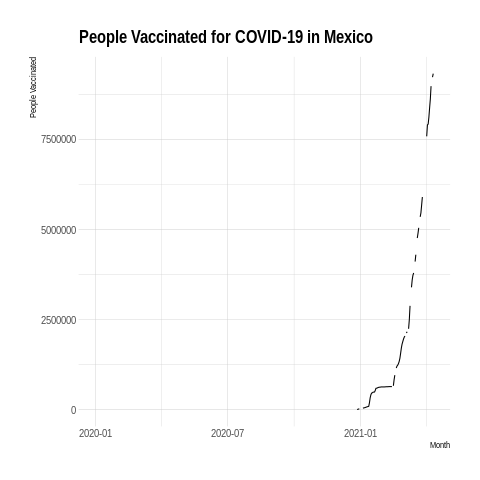 People Vaccinated for COVID-19 in Mexico
People Vaccinated
7500000
5000000
2500000
0
2020-01
2020-07
2021-01
Month